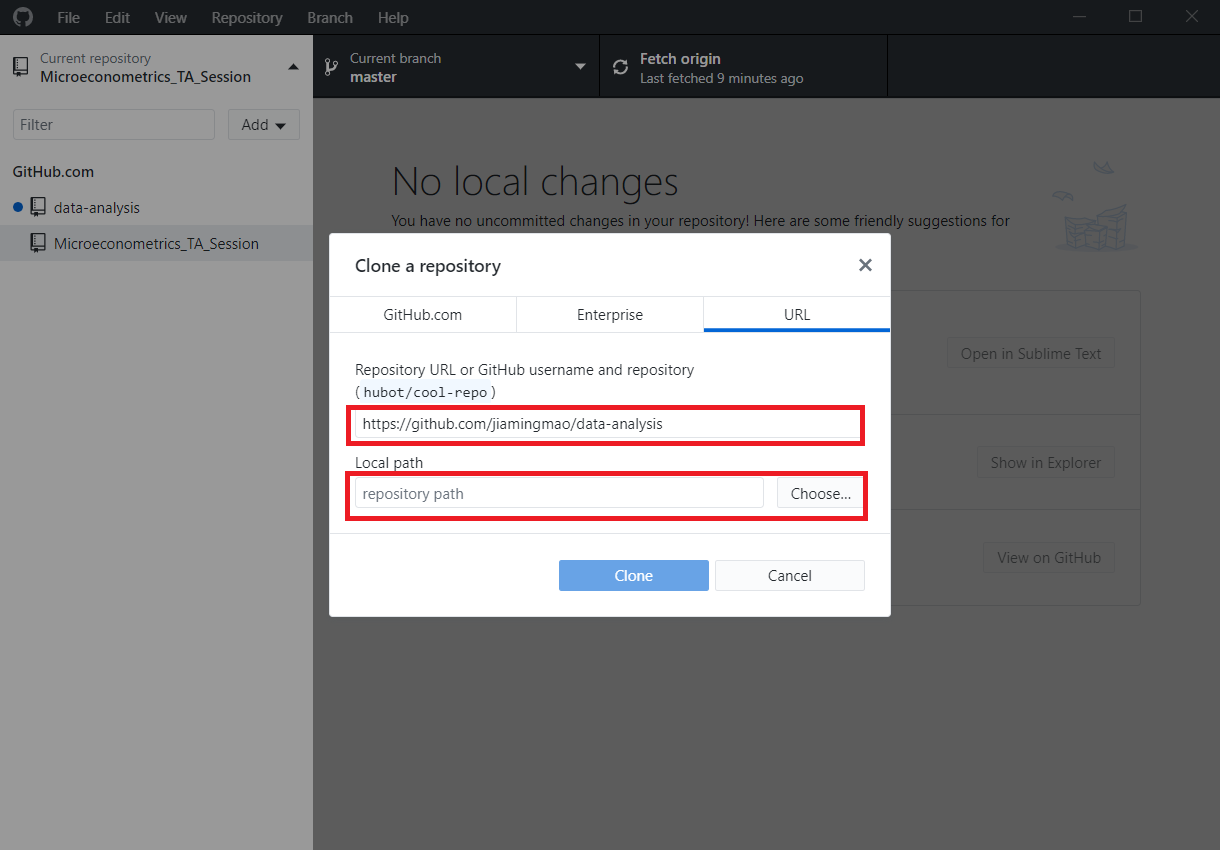 File Edit View Repository Branch Help
Current repository
Microeconometrics_TA_Session
Current branch
master
Fetch origin
Last fetched 9 minutes ago
Filter
Add
GitHub.com
data-analysis
Microeconometrics_TA_Session
No local changes
You have no uncommitted changes in your repository! Here are some friendly suggestions for
Open in Sublime Text
Show in Explorer
View on GitHub
Clone a repository
GitHub.com Enterprise URL
Repository URL or GitHub username and repository
(hubot/cool-repo)
https://github.com/jiamingmao/data-analysis
Local path
repository path
Choose...
Clone Cancel